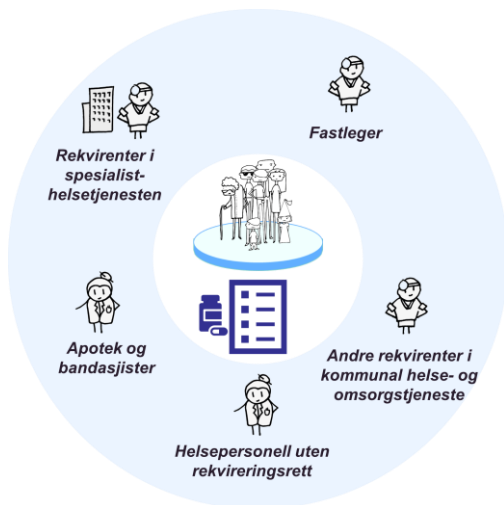 Fastleger
Rekvirenter i
spesialist-
helsetjenesten
Apotek og
bandasjister
Andre rekvirenter i
kommunal helse- og
omsorgstjeneste
Helsepersonell uten
rekvireringsrett